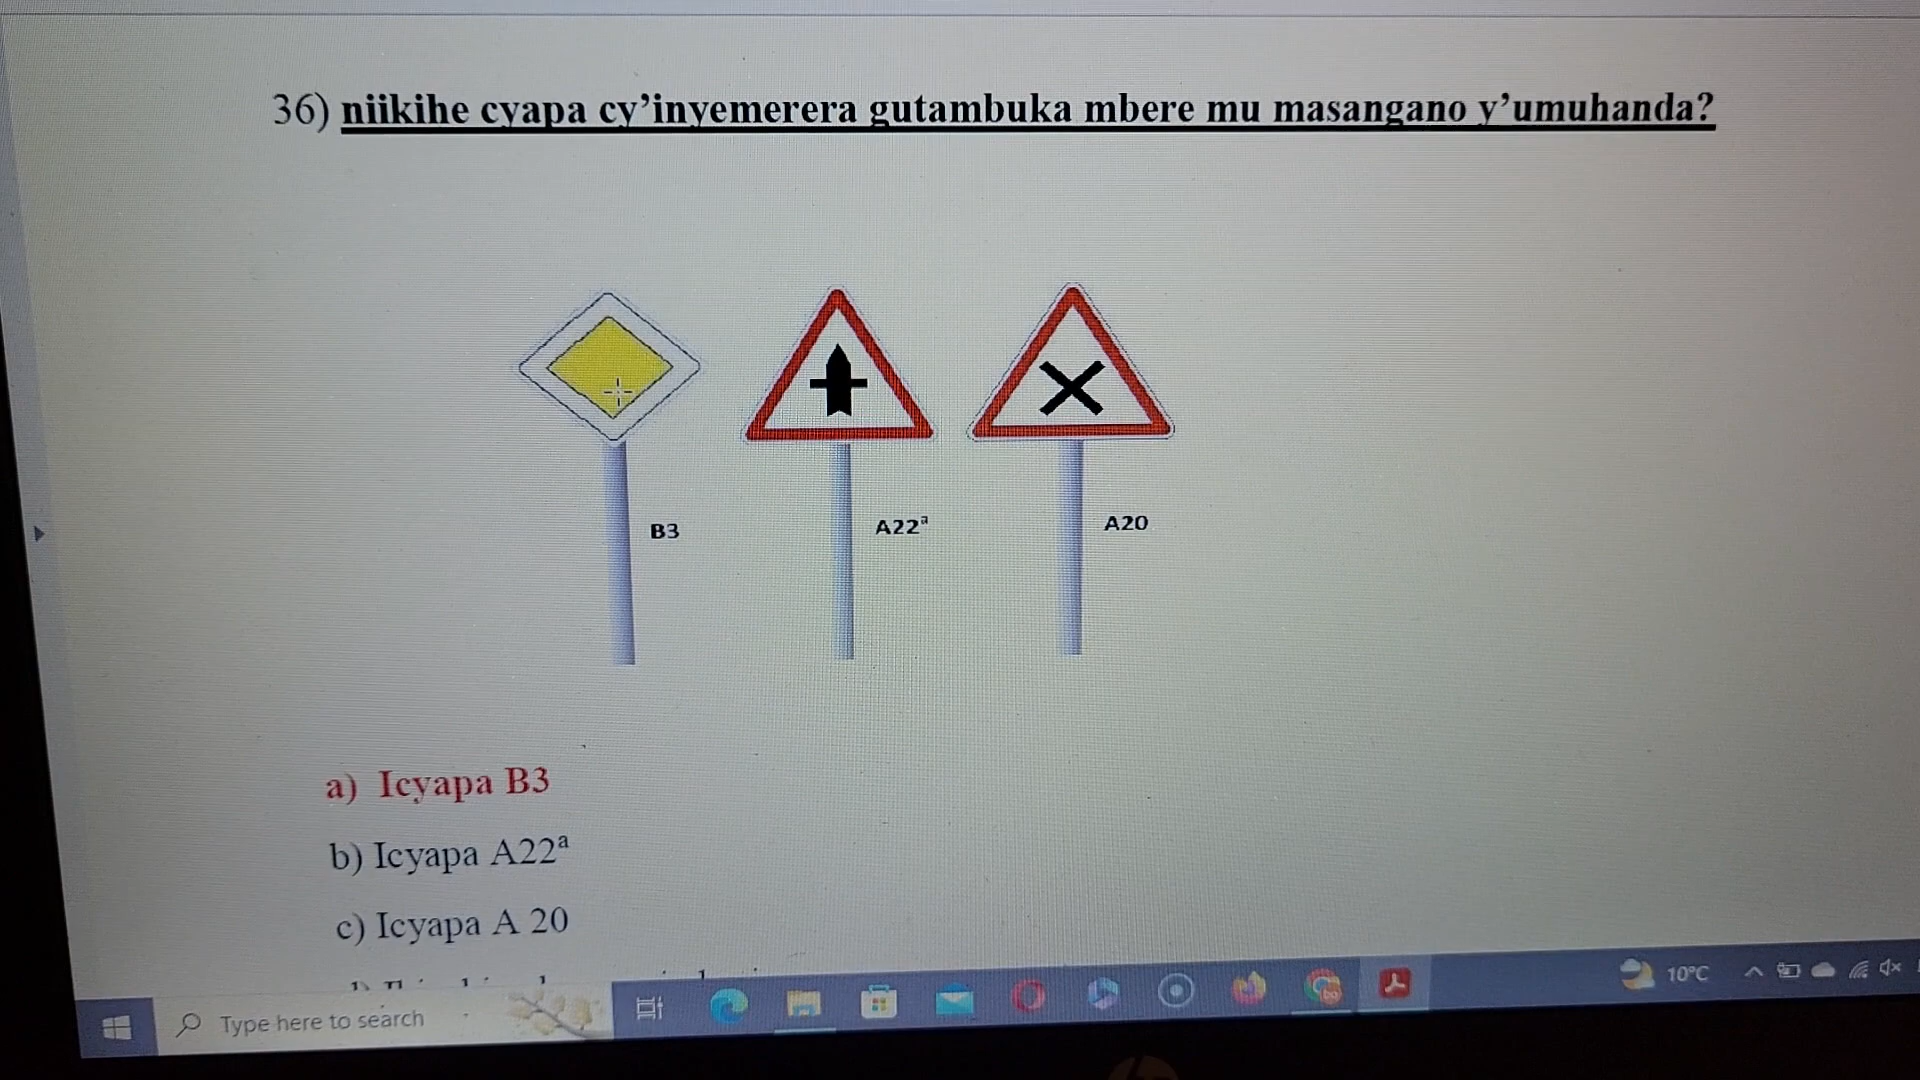 36) niikihe cyapa cy’inyemerera gutambuka mbere mu masangano y’umuhanda?
B3
A22ª
A20
a) Icyapa B3
b) Icyapa A22ª
c) Icyapa A 20
Type here to search
10°C